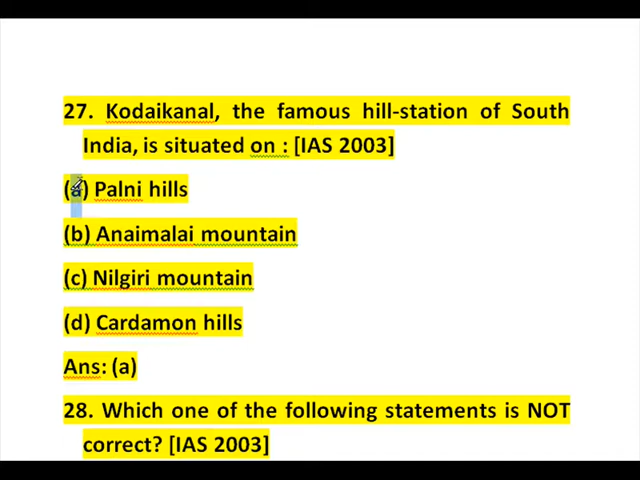 27. Kodaikanal, the famous hill-station of South
India, is situated on : [IAS 2003]
(a) Palni hills
(b) Anaimalai mountain
(c) Nilgiri mountain
(d) Cardamon hills
Ans: (a)
28. Which one of the following statements is NOT
correct? [IAS 2003]